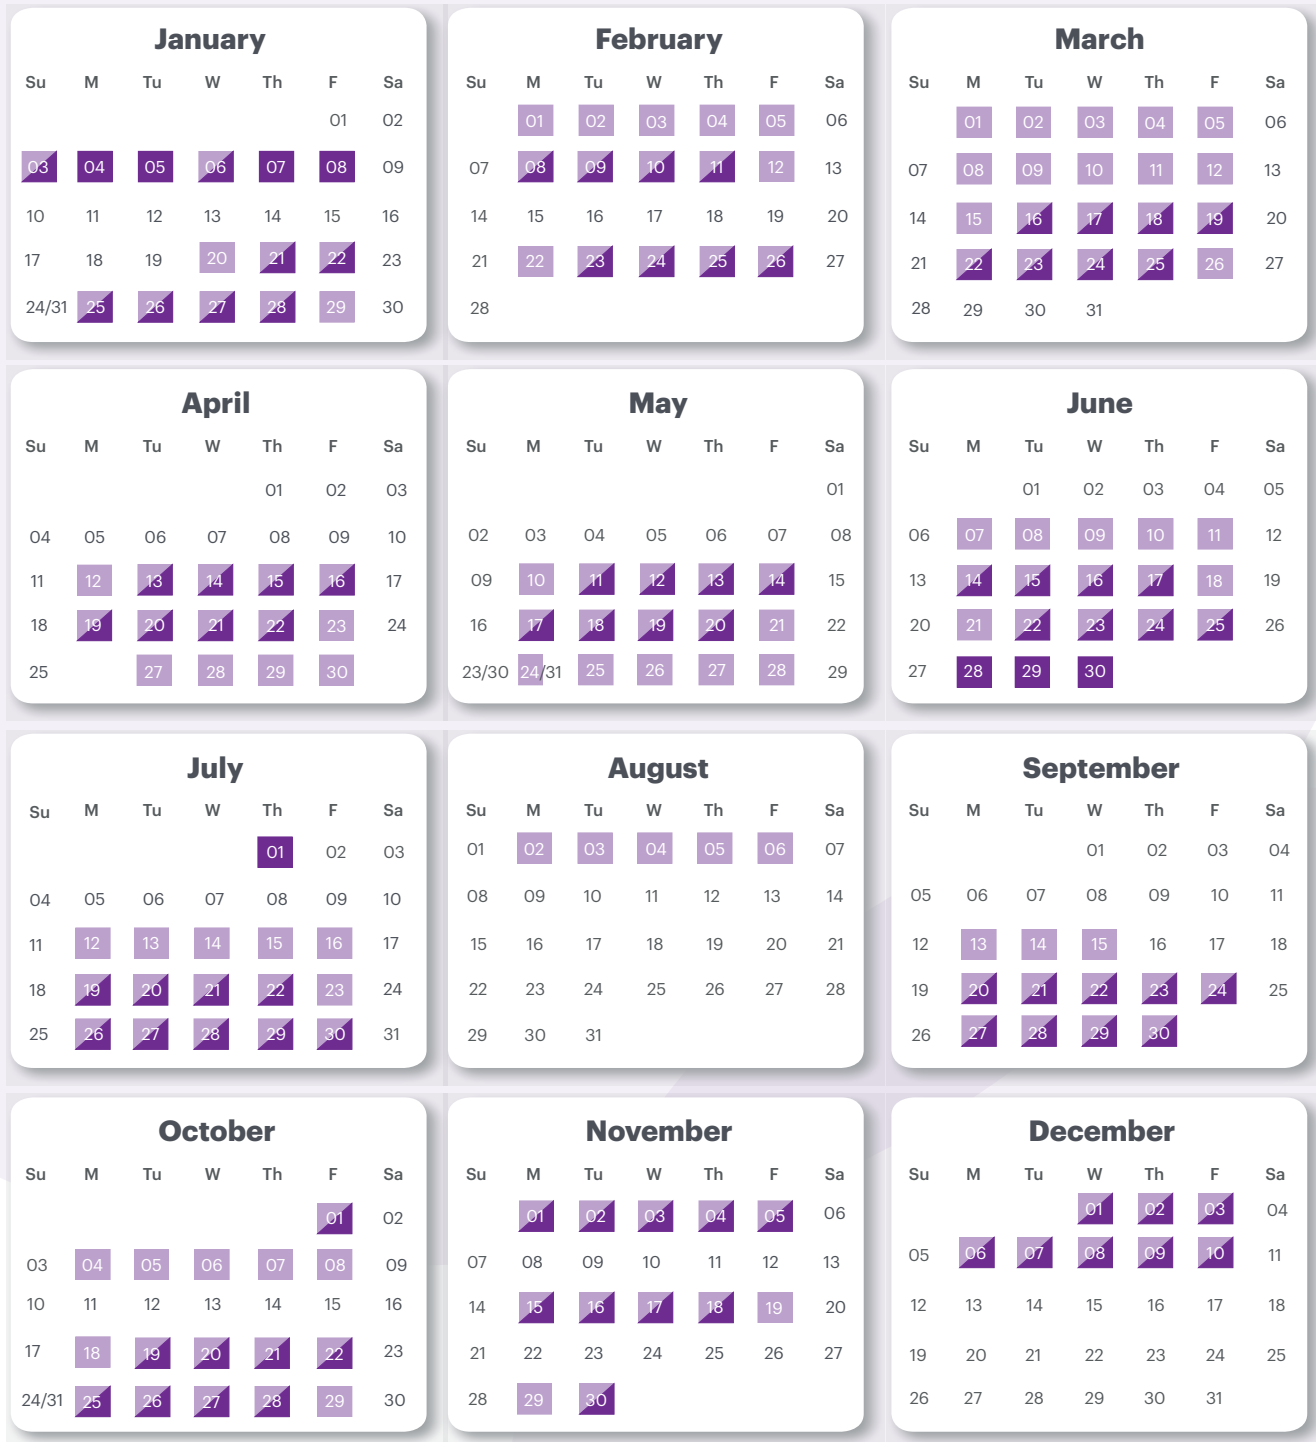 January
Su M Tu W Th F Sa
01 02
03 04 05 06 07 08 09
10 11 12 13 14 15 16
17 18 19 20 21 22 23
24/31 25 26 27 28 29 30
February
Su M Tu W Th F Sa
01 02 03 04 05 06
07 08 09 10 11 12 13
14 15 16 17 18 19 20
21 22 23 24 25 26 27
28
March
Su M Tu W Th F Sa
01 02 03 04 05 06
07 08 09 10 11 12 13
14 15 16 17 18 19 20
21 22 23 24 25 26 27
28 29 30 31
April
Su M Tu W Th F Sa
01 02 03
04 05 06 07 08 09 10
11 12 13 14 15 16 17
18 19 20 21 22 23 24
25 27 28 29 30
May
Su M Tu W Th F Sa
01
02 03 04 05 06 07 08
09 10 11 12 13 14 15
16 17 18 19 20 21 22
23/30 24/31 25 26 27 28 29
June
Su M Tu W Th F Sa
01 02 03 04 05
06 07 08 09 10 11 12
13 14 15 16 17 18 19
20 21 22 23 24 25 26
27 28 29 30
July
Su M Tu W Th F Sa
01 02 03
04 05 06 07 08 09 10
11 12 13 14 15 16 17
18 19 20 21 22 23 24
25 26 27 28 29 30 31
August
Su M Tu W Th F Sa
01 02 03 04 05 06 07
08 09 10 11 12 13 14
15 16 17 18 19 20 21
22 23 24 25 26 27 28
29 30 31
September
Su M Tu W Th F Sa
01 02 03 04
05 06 07 08 09 10 11
12 13 14 15 16 17 18
19 20 21 22 23 24 25
26 27 28 29 30
October
Su M Tu W Th F Sa
01 02
03 04 05 06 07 08 09
10 11 12 13 14 15 16
17 18 19 20 21 22 23
24/31 25 26 27 28 29 30
November
Su M Tu W Th F Sa
01 02 03 04 05 06
07 08 09 10 11 12 13
14 15 16 17 18 19 20
21 22 23 24 25 26 27
28 29 30
December
Su M Tu W Th F Sa
01 02 03 04
05 06 07 08 09 10 11
12 13 14 15 16 17 18
19 20 21 22 23 24 25
26 27 28 29 30 31